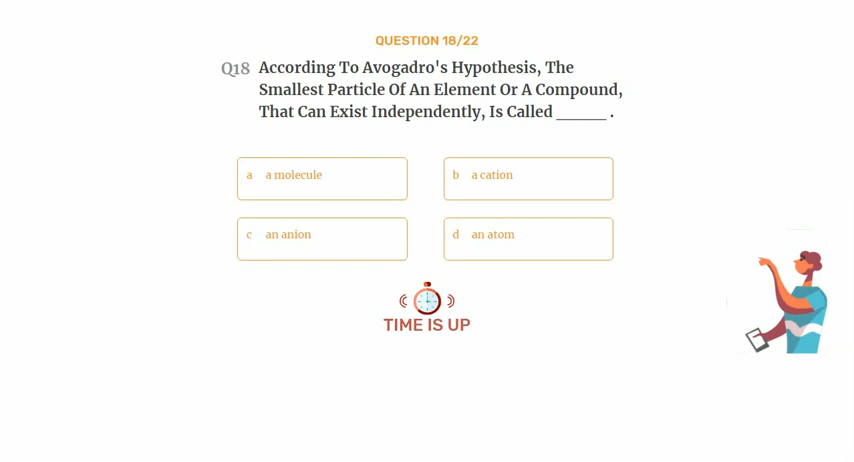 QUESTION 18/22
Q18 According To Avogadro's Hypothesis, The
Smallest Particle Of An Element Or A Compound,
That Can Exist Independently, Is Called _____ .
a a molecule
b a cation
c an anion
d an atom
TIME IS UP